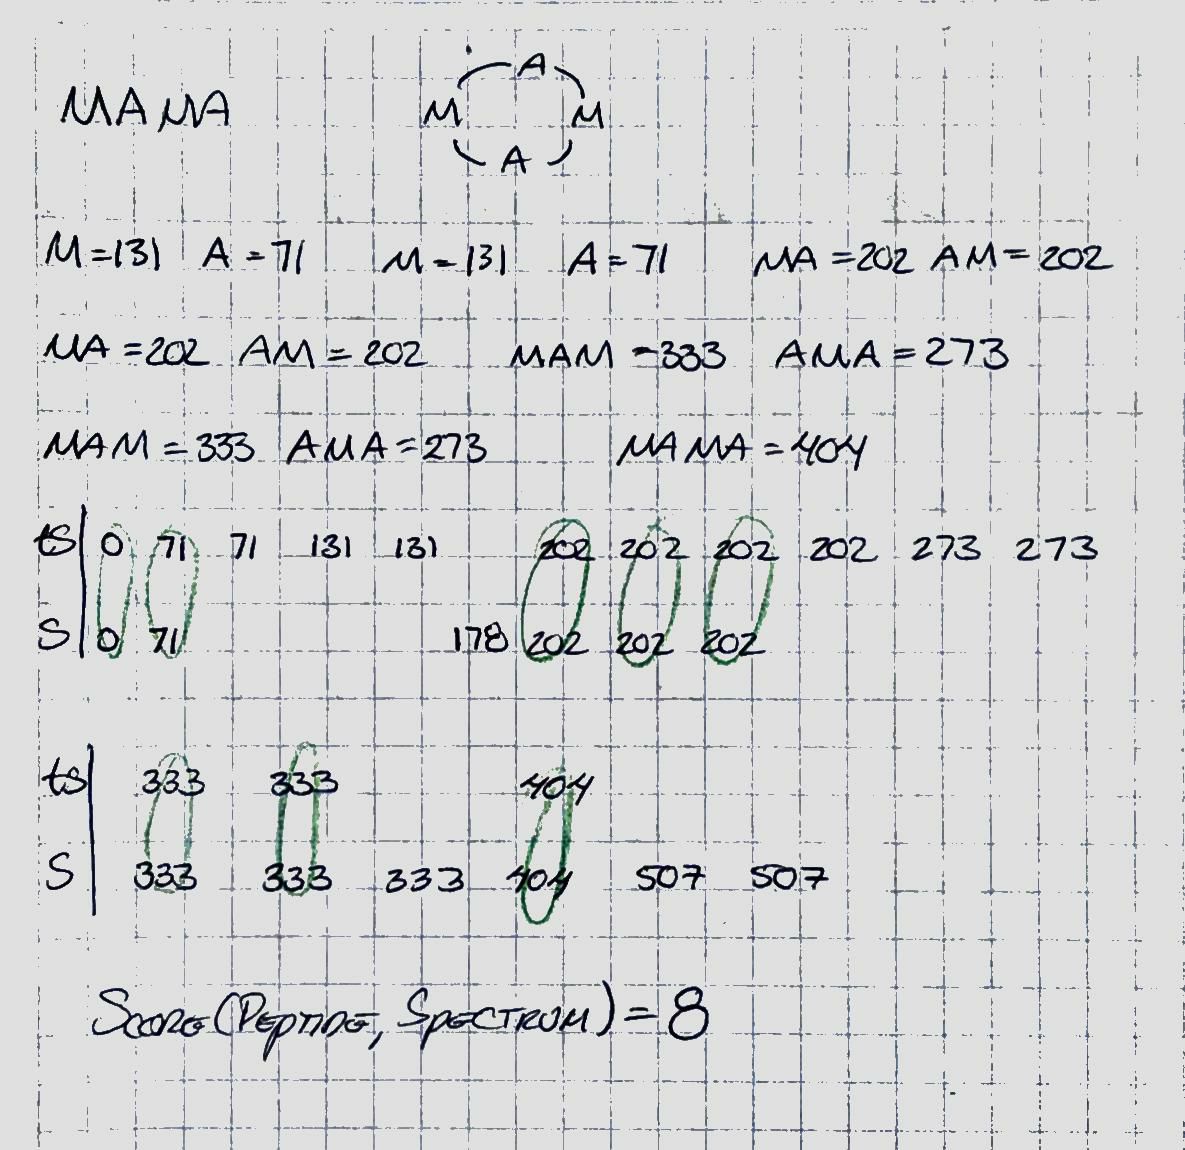 A
MAMA M M
A
M=131 A=71 M=131 A=71 MA=202 AM=202
MA=202 AM=202 MAM=333 AMA=273
MAM=333 AMA=273 MAMA=404
ts 0 71 71 131 131 202 202 202 202 273 273
S 0 71 178 202 202 202
ts 333 333 404
S 333 333 333 404 507 507
SCORE(PEPTIDE, SPECTRUM)=8